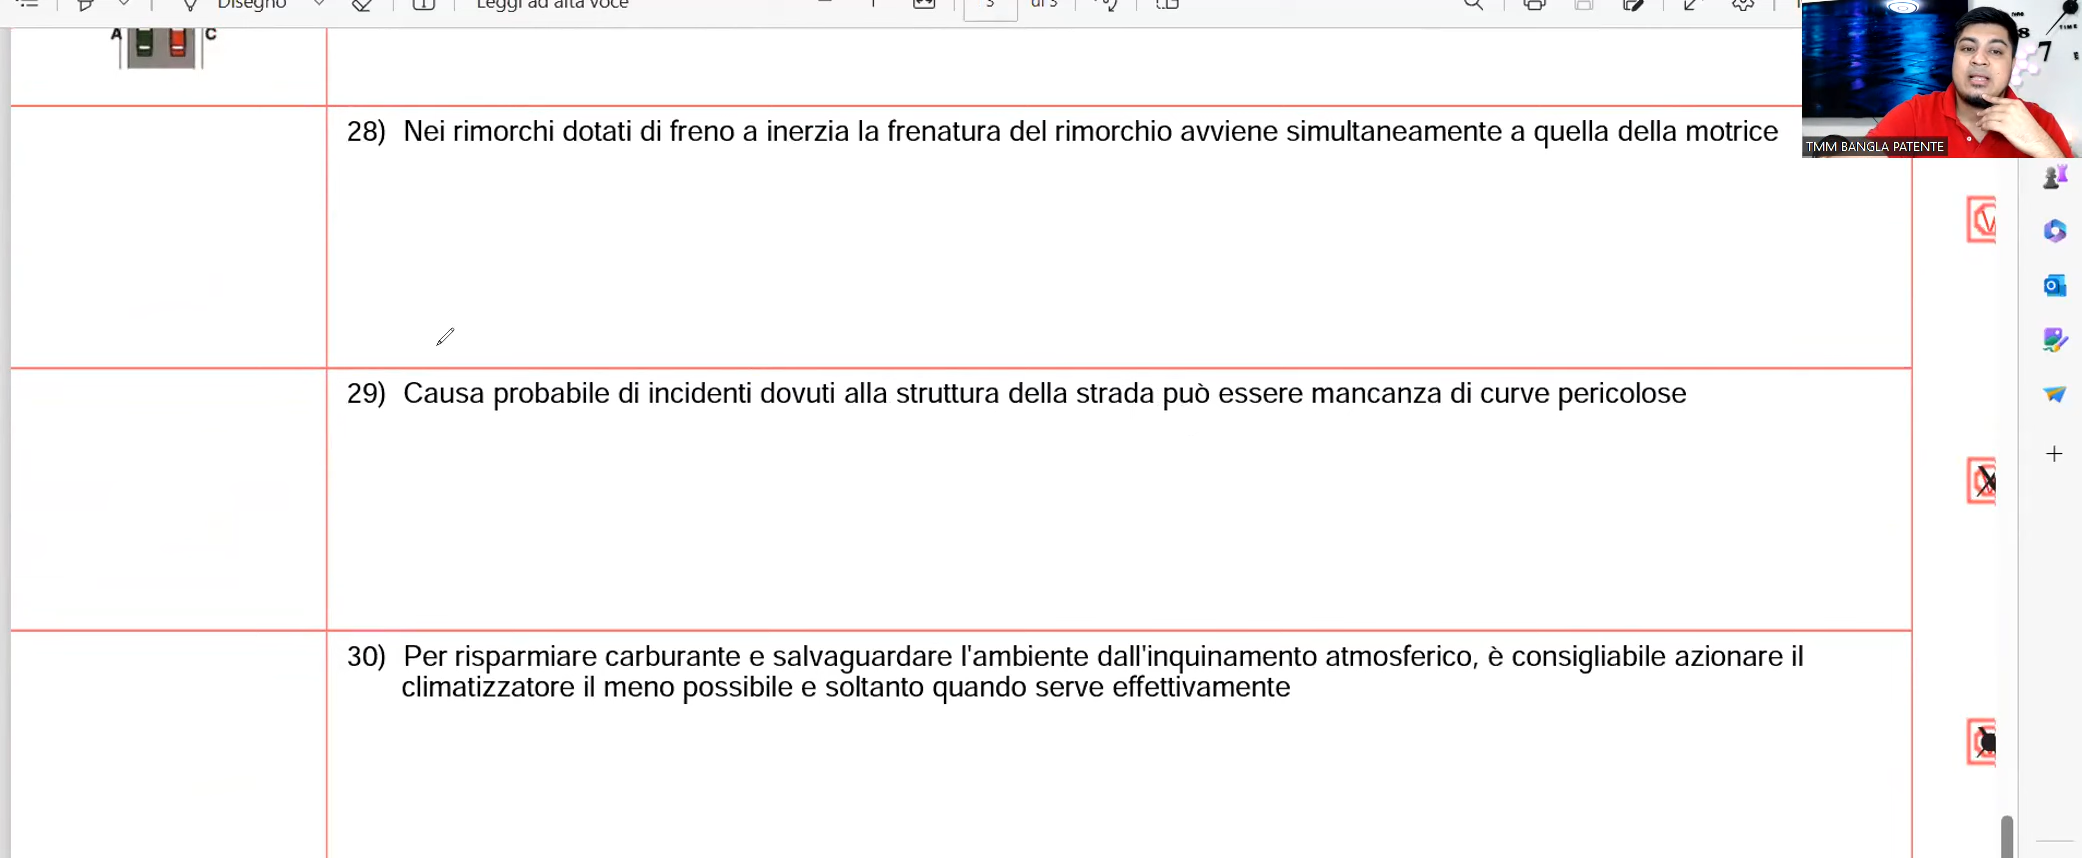 Disegno
Leggi ad alta voce
3 di 3
A C
28) Nei rimorchi dotati di freno a inerzia la frenatura del rimorchio avviene simultaneamente a quella della motrice
TMM BANGLA PATENTE
29) Causa probabile di incidenti dovuti alla struttura della strada può essere mancanza di curve pericolose
30) Per risparmiare carburante e salvaguardare l'ambiente dall'inquinamento atmosferico, è consigliabile azionare il
climatizzatore il meno possibile e soltanto quando serve effettivamente